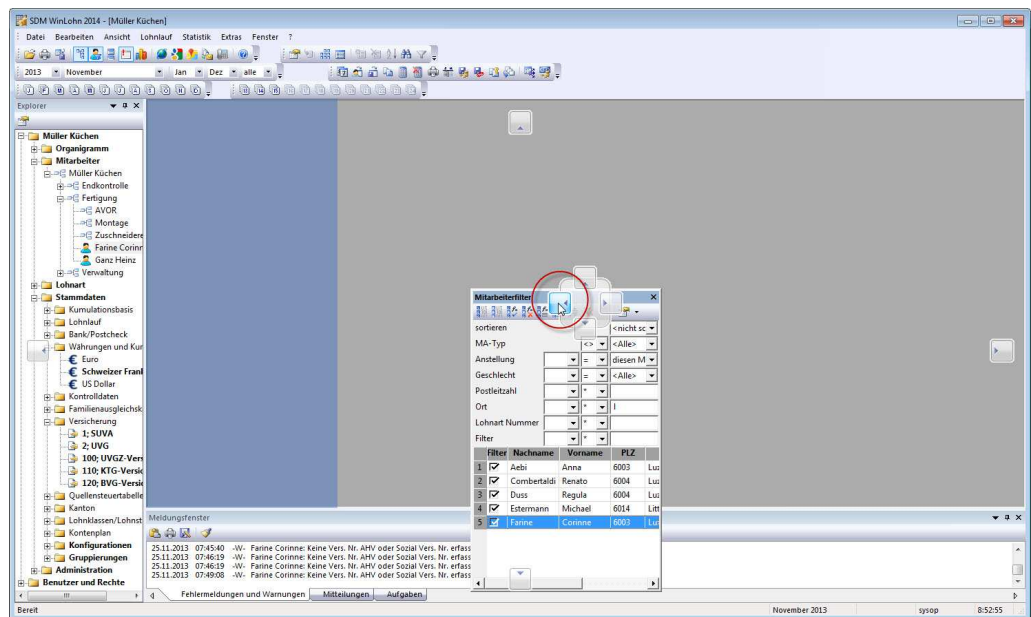 SDM WinLohn 2014 - [Müller Küchen]
Datei Bearbeiten Ansicht Lohnlauf Statistik Extras Fenster ?
2013 November Jan Dez alle
Explorer
Müller Küchen
Organigramm
Mitarbeiter
Müller Küchen
Endkontrolle
Fertigung
AVOR
Montage
Zuschneidere
Farine Corinn
Ganz Heinz
Verwaltung
Lohnart
Stammdaten
Kumulationsbasis
Lohnlauf
Bank/Postcheck
Währungen und Kur
Euro
Schweizer Frank
US Dollar
Kontrolldaten
Familienausgleichsk
Versicherung
1; SUVA
2; UVG
100; UVGZ-Vers
110; KTG-Versic
120; BVG-Versic
Quellensteuertabelle
Kanton
Lohnklassen/Lohnst
Kontenplan
Konfigurationen
Gruppierungen
Administration
Benutzer und Rechte
Mitarbeiterfilter
sortieren <nicht sc
MA-Typ <> <Alle>
Anstellung = diesen M
Geschlecht = <Alle>
Postleitzahl *
Ort * l
Lohnart Nummer *
Filter *
Filter Nachname Vorname PLZ
1 Aebi Anna 6003 Luz
2 Combertaldi Renato 6004 Luz
3 Duss Regula 6004 Luz
4 Estermann Michael 6014 Litt
5 Farine Corinne 6003
Meldungsfenster
25.11.2013 07:45:40 -W- Farine Corinne: Keine Vers. Nr. AHV oder Sozial Vers. Nr. erfass
25.11.2013 07:46:19 -W- Farine Corinne: Keine Vers. Nr. AHV oder Sozial Vers. Nr. erfass
25.11.2013 07:46:19 -W- Farine Corinne: Keine Vers. Nr. AHV oder Sozial Vers. Nr. erfass
25.11.2013 07:49:08 -W- Farine Corinne: Keine Vers. Nr. AHV oder Sozial Vers. Nr. erfass
Fehlermeldungen und Warnungen Mitteilungen Aufgaben
Bereit November 2013 sysop 8:52:55